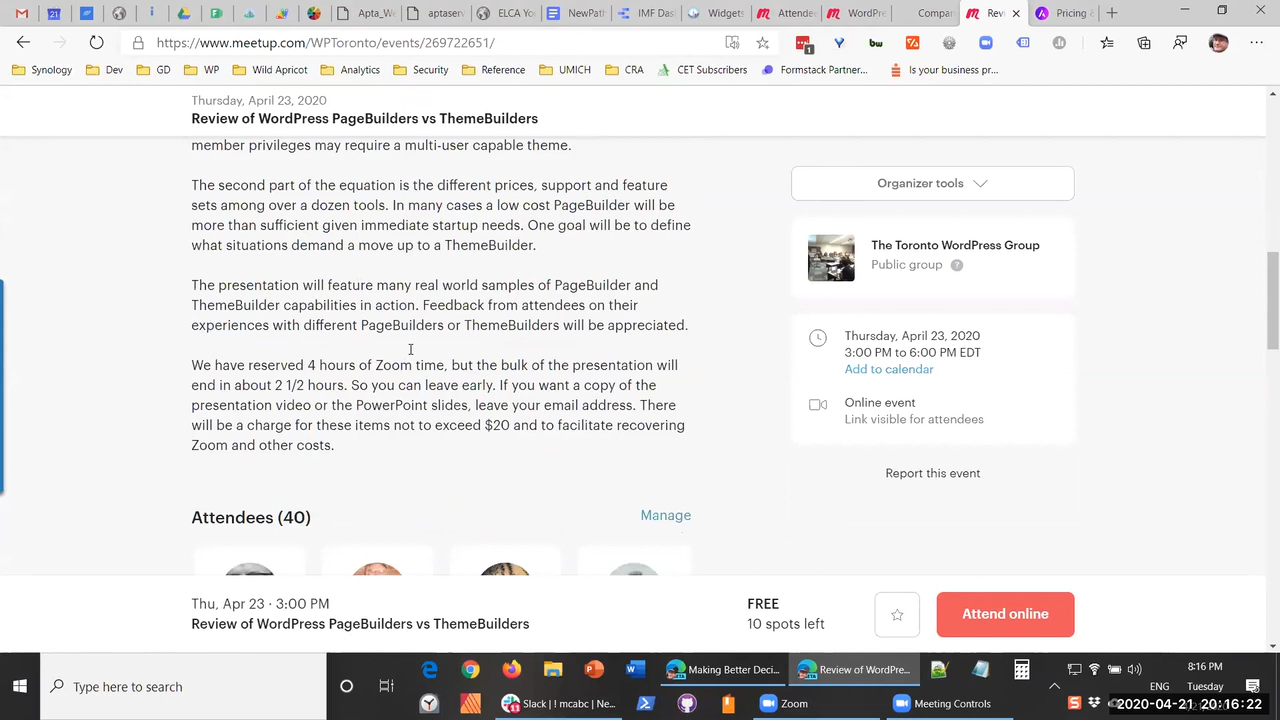 Apta_We
aptaserv
ELCA Yo
NewPath
IMF Das
Widgets
Attende
WordPre
Compar
Rev
Pricing &
https://www.meetup.com/WPToronto/events/269722651/
Synology
Dev
GD
WP
Wild Apricot
Analytics
Security
Reference
UMICH
CRA
CET Subscribers
Formstack Partner...
Is your business pr...
Thursday, April 23, 2020
Review of WordPress PageBuilders vs ThemeBuilders
member privileges may require a multi-user capable theme.
The second part of the equation is the different prices, support and feature
sets among over a dozen tools. In many cases a low cost PageBuilder will be
more than sufficient given immediate startup needs. One goal will be to define
what situations demand a move up to a ThemeBuilder.
The presentation will feature many real world samples of PageBuilder and
ThemeBuilder capabilities in action. Feedback from attendees on their
experiences with different PageBuilders or ThemeBuilders will be appreciated.
We have reserved 4 hours of Zoom time, but the bulk of the presentation will
end in about 2 1/2 hours. So you can leave early. If you want a copy of the
presentation video or the PowerPoint slides, leave your email address. There
will be a charge for these items not to exceed $20 and to facilitate recovering
Zoom and other costs.
Attendees (40)
Manage
Organizer tools
The Toronto WordPress Group
Public group
Thursday, April 23, 2020
3:00 PM to 6:00 PM EDT
Add to calendar
Online event
Link visible for attendees
Report this event
Thu, Apr 23 · 3:00 PM
Review of WordPress PageBuilders vs ThemeBuilders
FREE
10 spots left
Attend online
Type here to search
Making Better Deci...
Review of WordPre...
Slack | ! mcabc | Ne...
Zoom
Meeting Controls
8:16 PM
ENG
Tuesday
2020-04-21 20:16:22